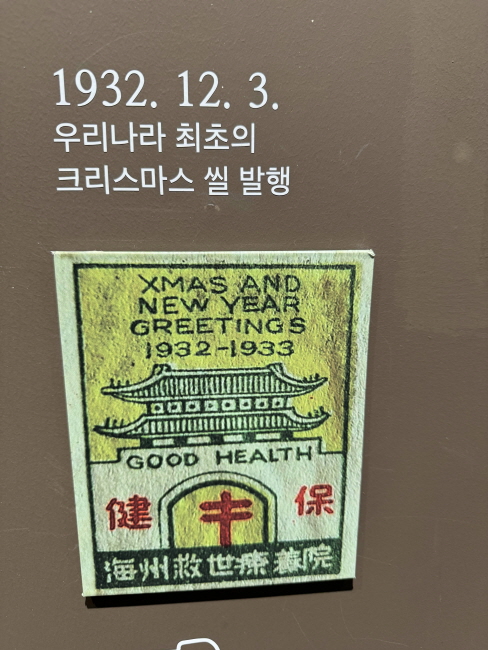 1932. 12. 3.
우리나라 최초의
크리스마스 씰 발행
XMAS AND
NEW YEAR
GREETINGS
1932-1933
GOOD HEALTH
健 保
海州救世療養院